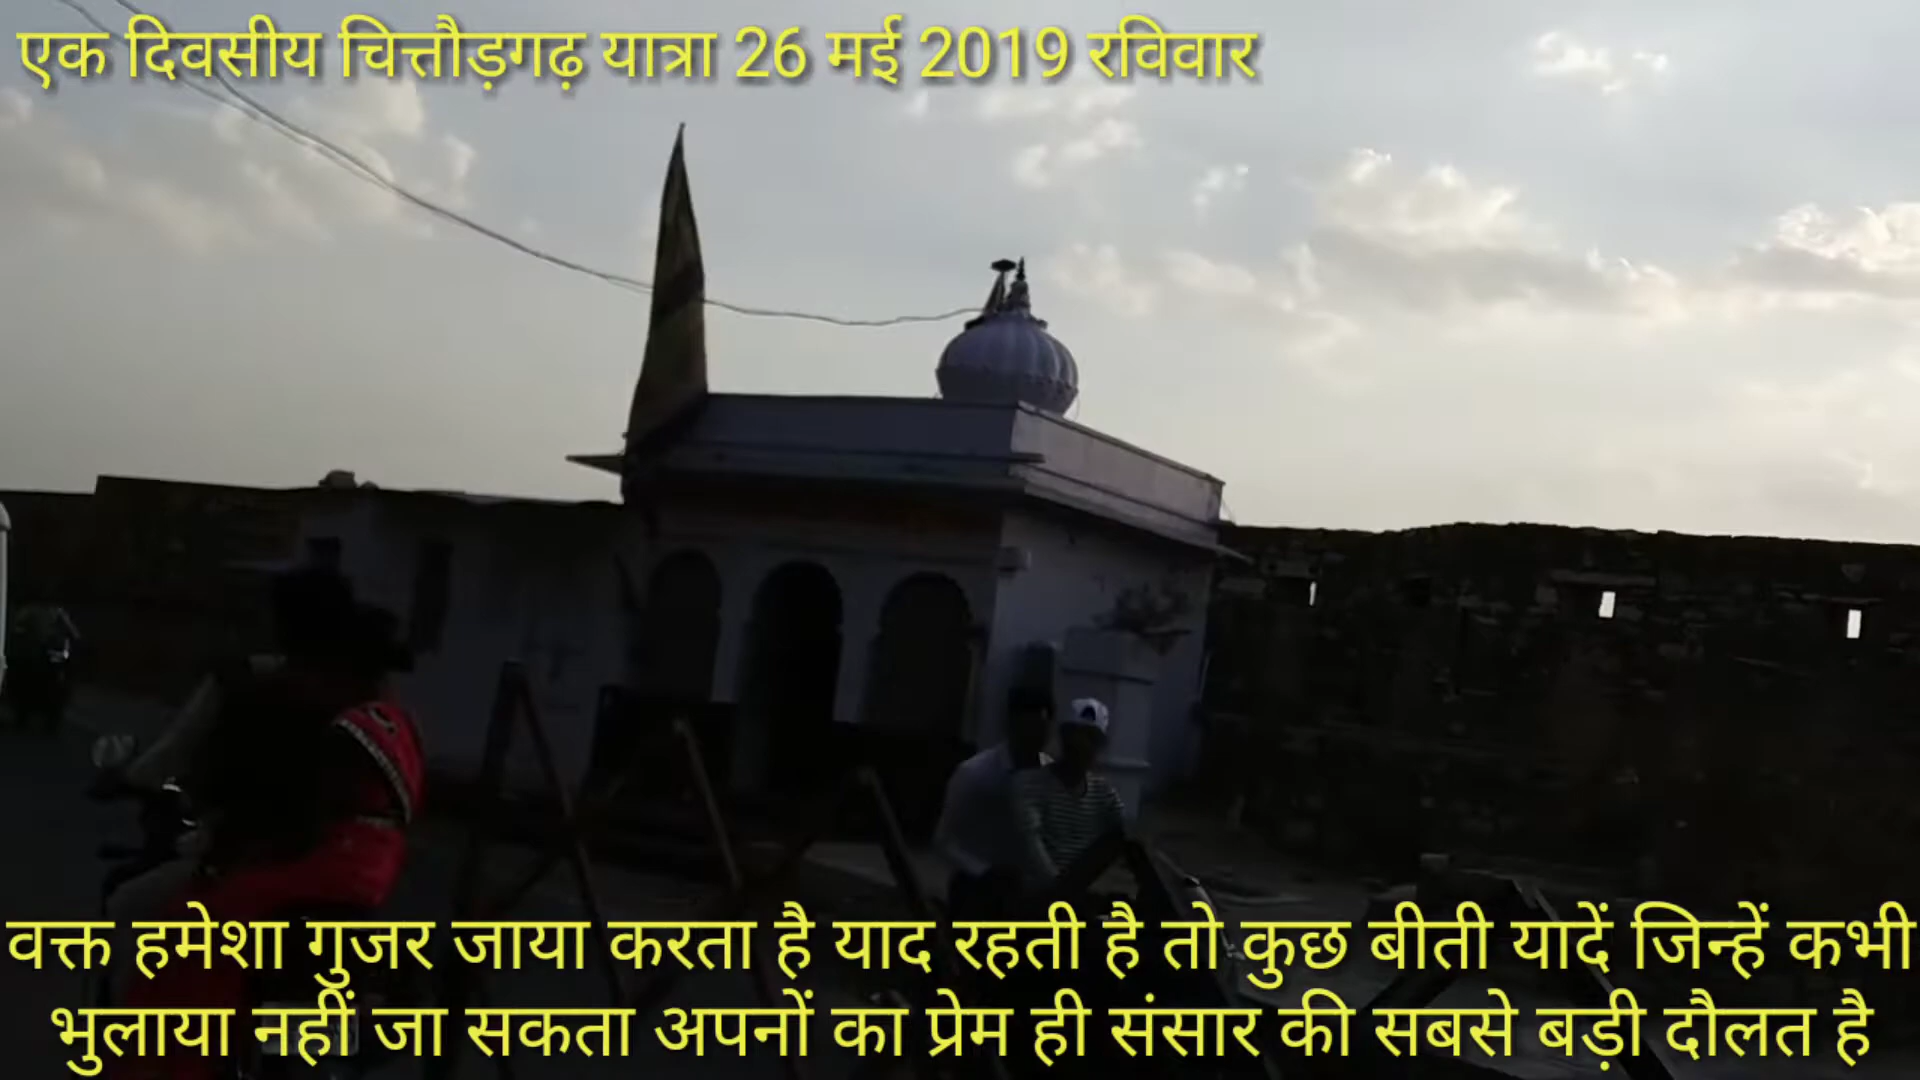 एक दिवसीय चित्तौड़गढ़ यात्रा 26 मई 2019 रविवार
वक्त हमेशा गुजर जाया करता है याद रहती है तो कुछ बीती यादें जिन्हें कभी
भुलाया नहीं जा सकता अपनों का प्रेम ही संसार की सबसे बड़ी दौलत है